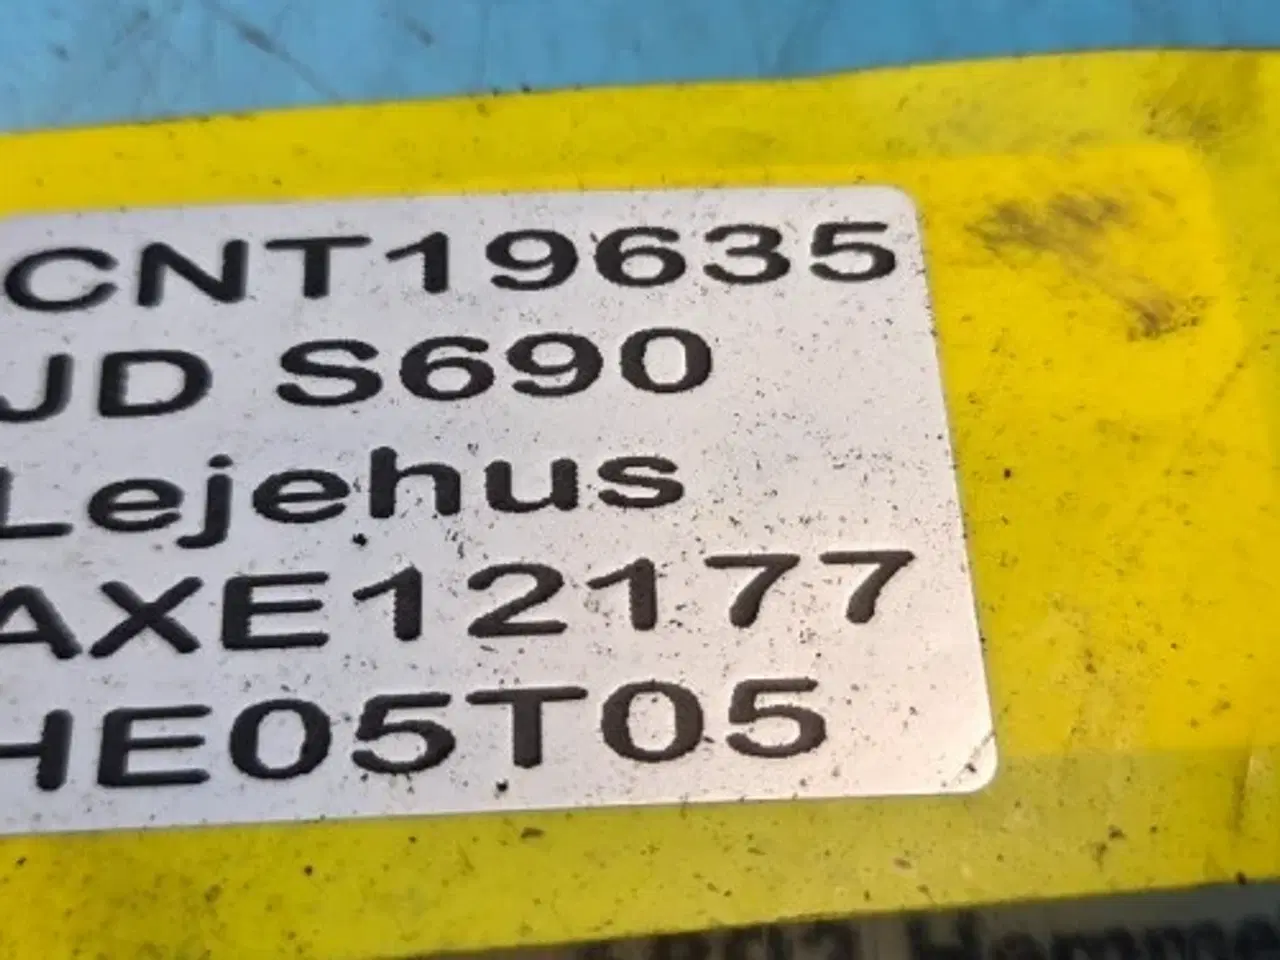 CNT19635
JD S690
Lejehus
AXE12177
HE05T05